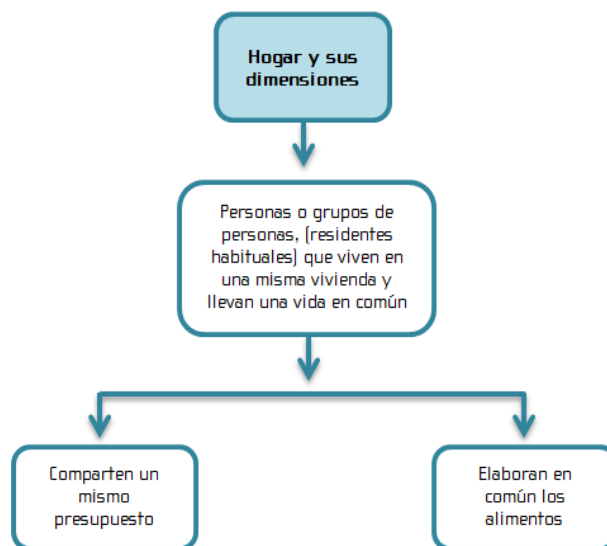 Hogar y sus
dimensiones
Personas o grupos de
personas, (residentes
habituales) que viven en
una misma vivienda y
llevan una vida en común
Comparten un
mismo
presupuesto
Elaboran en
común los
alimentos